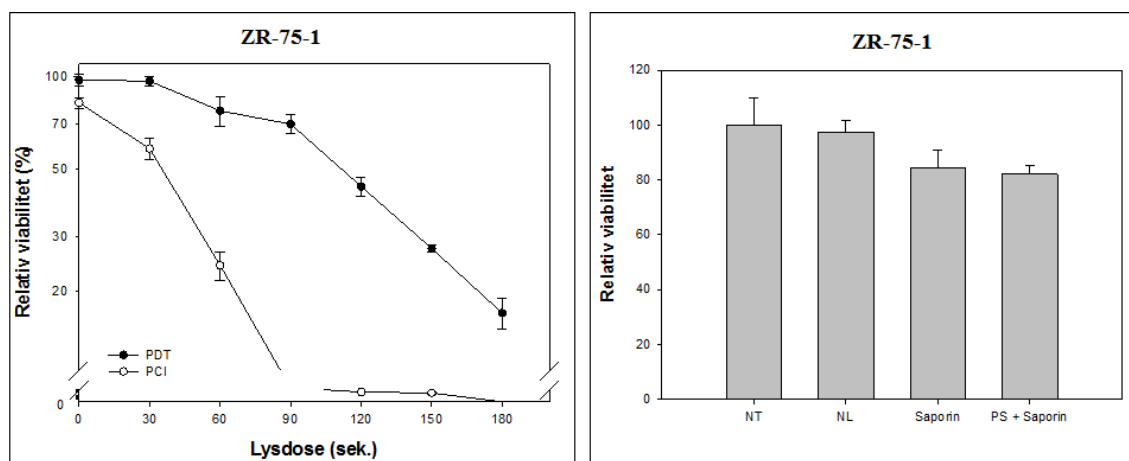 ZR-75-1
Relativ viabilitet (%)
100
70
50
30
20
0
PDT
PCI
0 30 60 90 120 150 180
Lysdose (sek.)
ZR-75-1
Relativ viabilitet
120
100
80
60
40
20
0
NT NL Saporin PS + Saporin